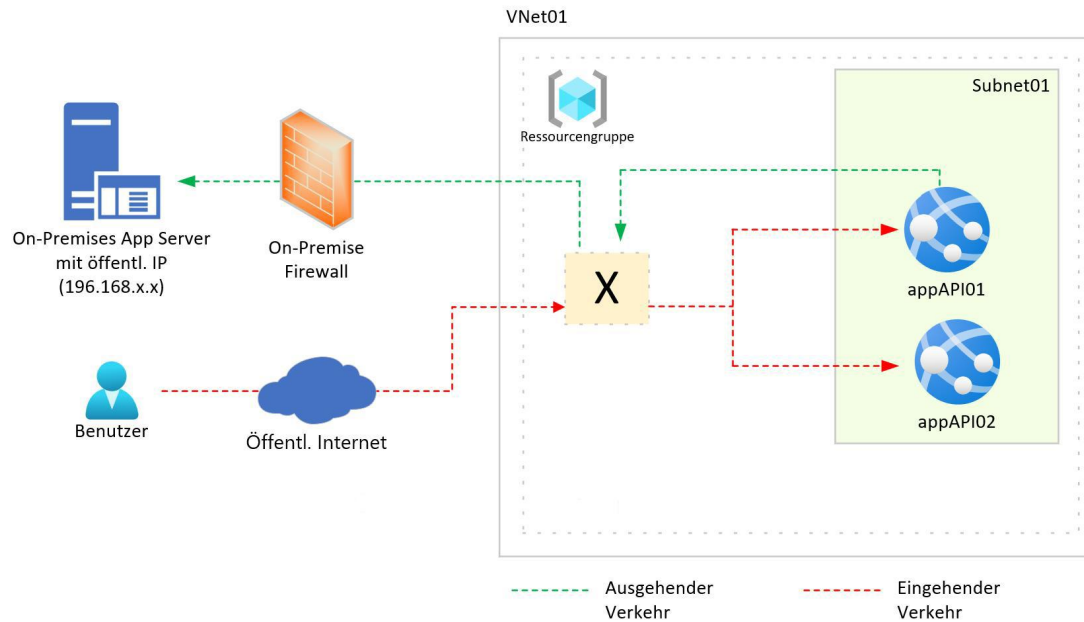 VNet01
Subnet01
Ressourcengruppe
On-Premises App Server
mit öffentl. IP
(196.168.x.x)
On-Premise
Firewall
X
appAPI01
appAPI02
Benutzer
Öffentl. Internet
Ausgehender
Verkehr
Eingehender
Verkehr